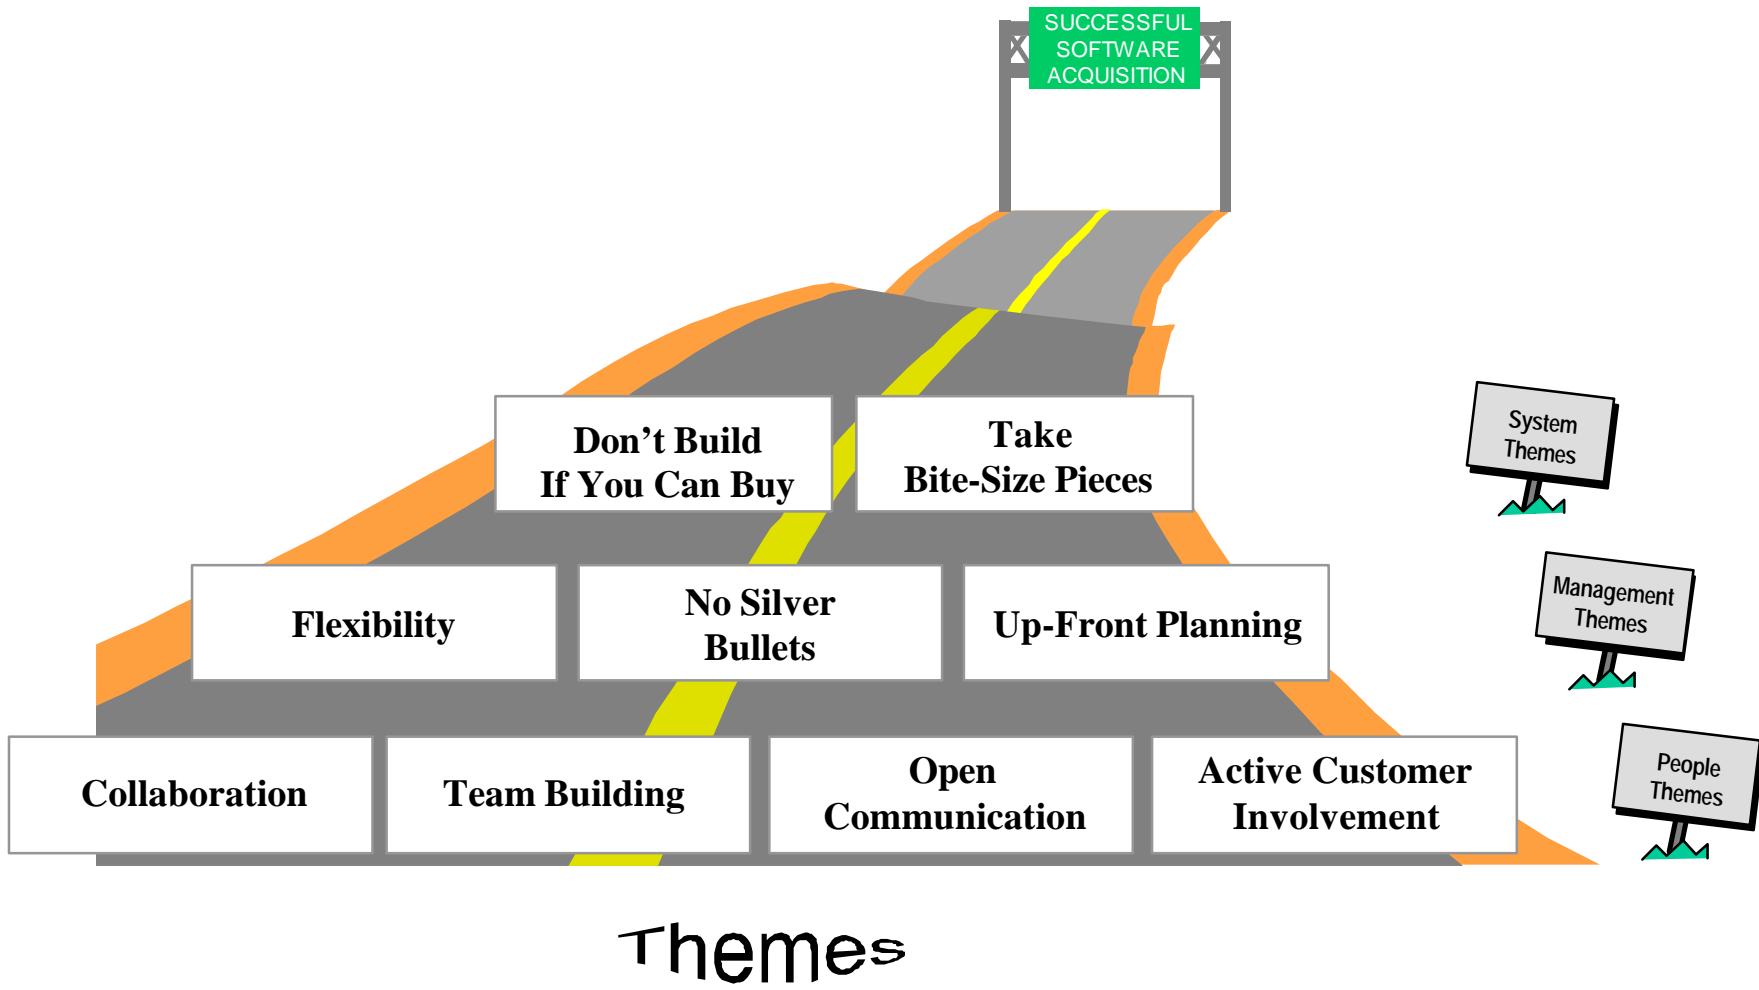 SUCCESSFUL
SOFTWARE
ACQUISITION
Don’t Build
If You Can Buy
Take
Bite-Size Pieces
System
Themes
Flexibility
No Silver
Bullets
Up-Front Planning
Management
Themes
Collaboration
Team Building
Open
Communication
Active Customer
Involvement
People
Themes
Themes